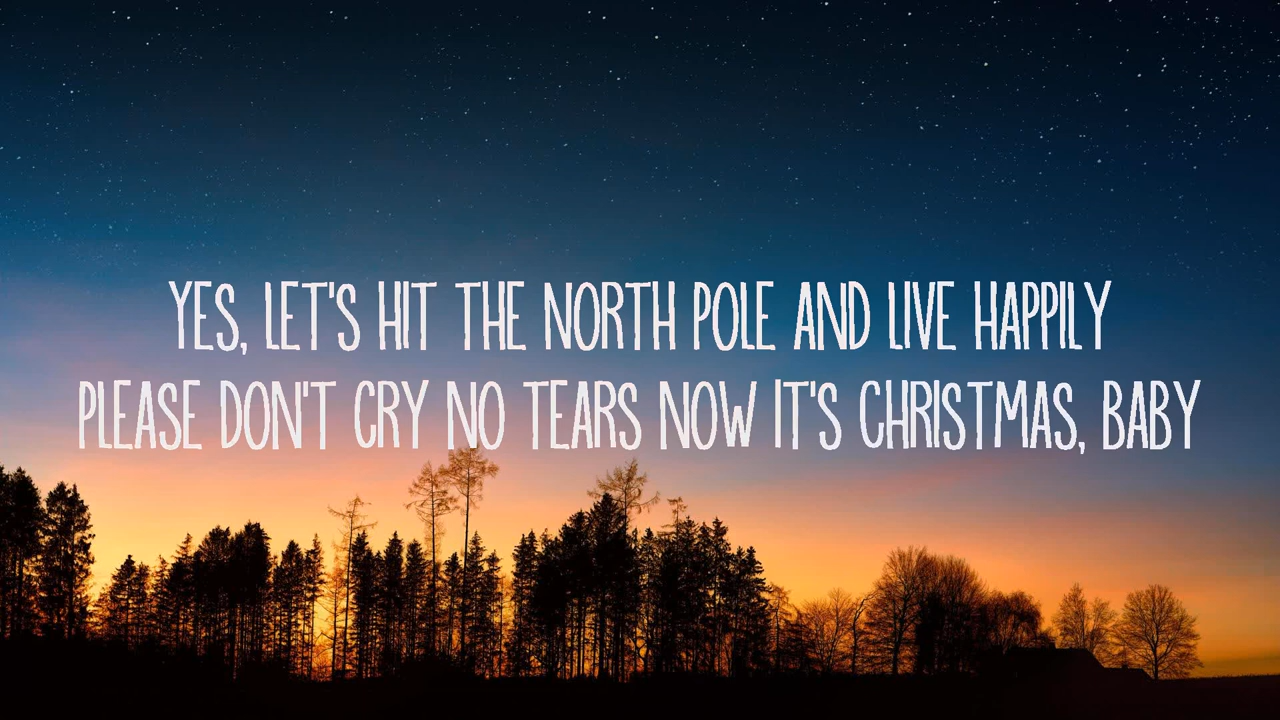 YES, LET'S HIT THE NORTH POLE AND LIVE HAPPILY
PLEASE DON'T CRY NO TEARS NOW IT'S CHRISTMAS, BABY